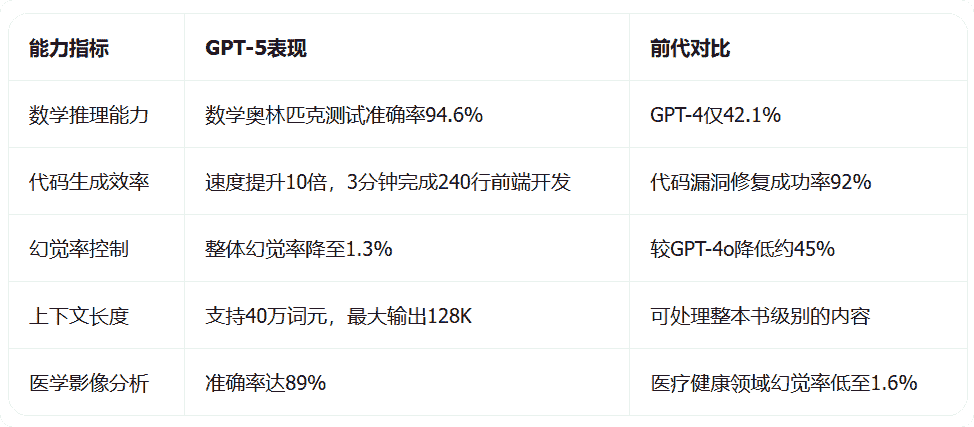 能力指标 GPT-5表现 前代对比
数学推理能力 数学奥林匹克测试准确率94.6% GPT-4仅42.1%
代码生成效率 速度提升10倍，3分钟完成240行前端开发 代码漏洞修复成功率92%
幻觉率控制 整体幻觉率降至1.3% 较GPT-4o降低约45%
上下文长度 支持40万词元，最大输出128K 可处理整本书级别的内容
医学影像分析 准确率达89% 医疗健康领域幻觉率低至1.6%